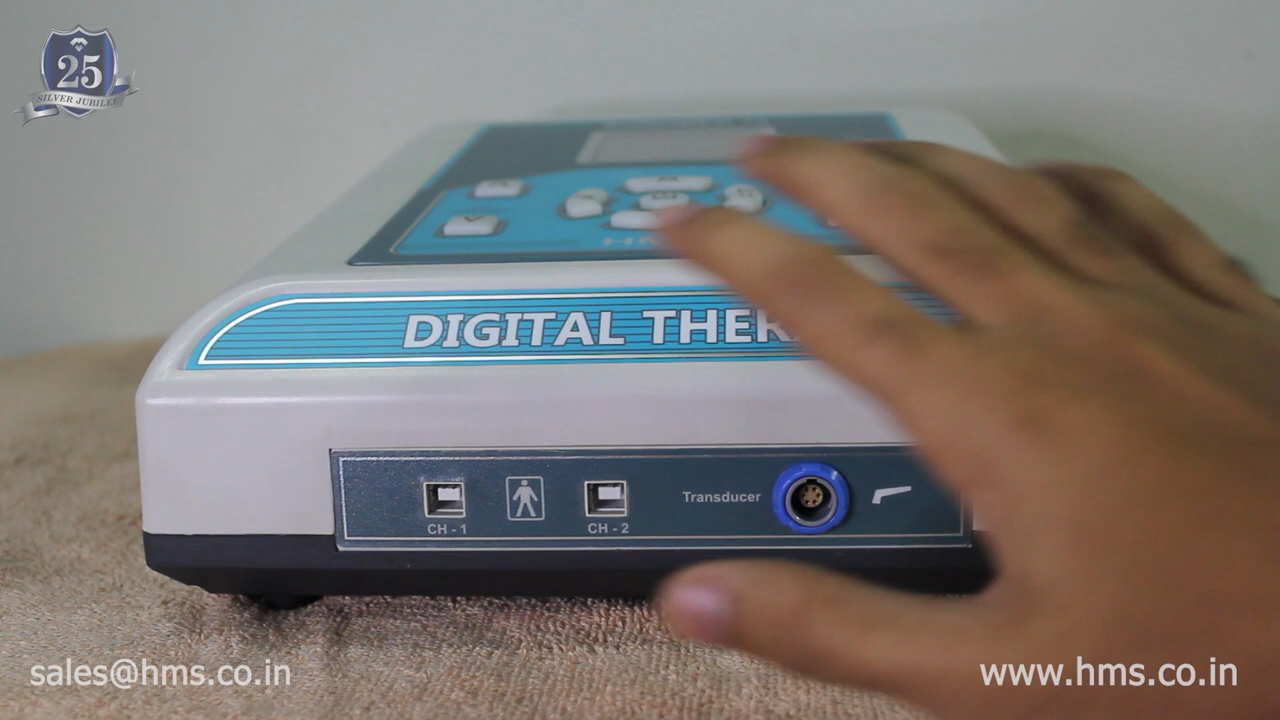 25
SILVER JUBILEE
DIGITAL THER
CH - 1
CH - 2
Transducer
sales@hms.co.in
www.hms.co.in